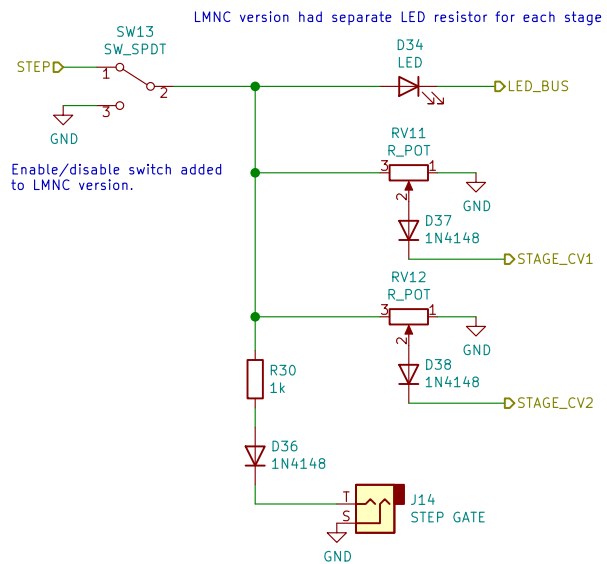 LMNC version had separate LED resistor for each stage
SW13
SW_SPDT
STEP
1
2
3
GND
D34
LED
LED_BUS
Enable/disable switch added
to LMNC version.
RV11
R_POT
3
1
2
GND
D37
1N4148
STAGE_CV1
RV12
R_POT
3
1
2
GND
D38
1N4148
STAGE_CV2
R30
1k
D36
1N4148
T
S
J14
STEP GATE
GND